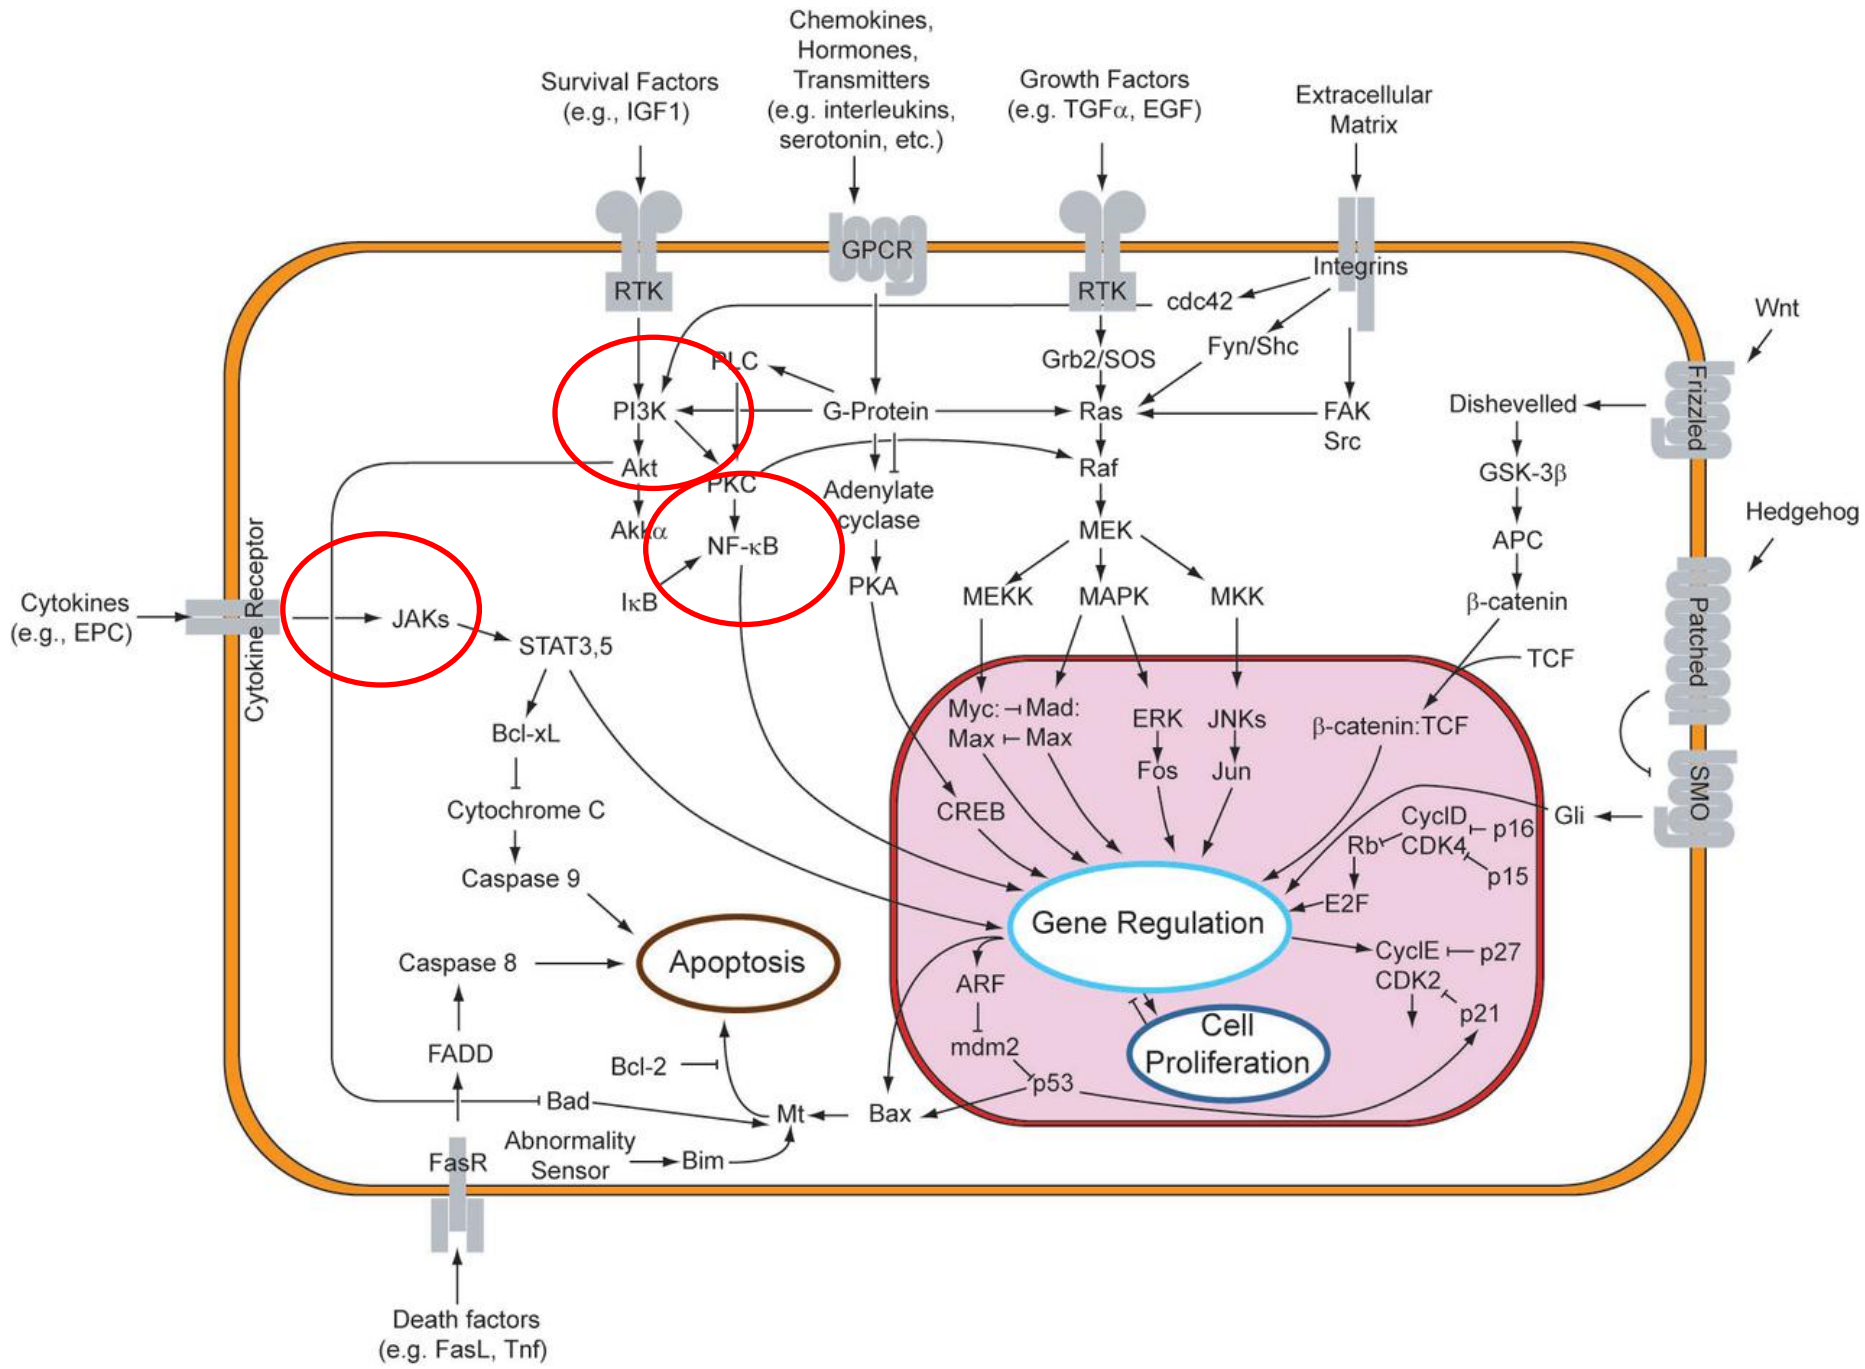 Chemokines,
Hormones,
Transmitters
(e.g. interleukins,
serotonin, etc.)
Survival Factors
(e.g., IGF1)
Growth Factors
(e.g. TGFα, EGF)
Extracellular
Matrix
RTK
GPCR
RTK
Integrins
cdc42
Wnt
Fyn/Shc
Grb2/SOS
PLC
Frizzled
PI3K
G-Protein
Ras
FAK
Src
Dishevelled
Akt
Raf
GSK-3β
PKC
Adenylate
cyclase
Hedgehog
Akkα
NF-κB
MEK
APC
Cytokine Receptor
IκB
PKA
MEKK
MAPK
MKK
β-catenin
Cytokines
(e.g., EPC)
JAKs
STAT3,5
TCF
Patched
Myc:
Mad:
Max
Max
ERK
JNKs
β-catenin:TCF
Bcl-xL
Fos
Jun
SMO
Cytochrome C
CREB
Gli
CyclD
CDK4
p16
Rb
p15
Caspase 9
E2F
Gene Regulation
Caspase 8
Apoptosis
ARF
CyclE
CDK2
p27
p21
FADD
Bcl-2
mdm2
Cell
Proliferation
p53
Bad
Mt
Bax
Abnormality
Sensor
Bim
FasR
Death factors
(e.g. FasL, Tnf)